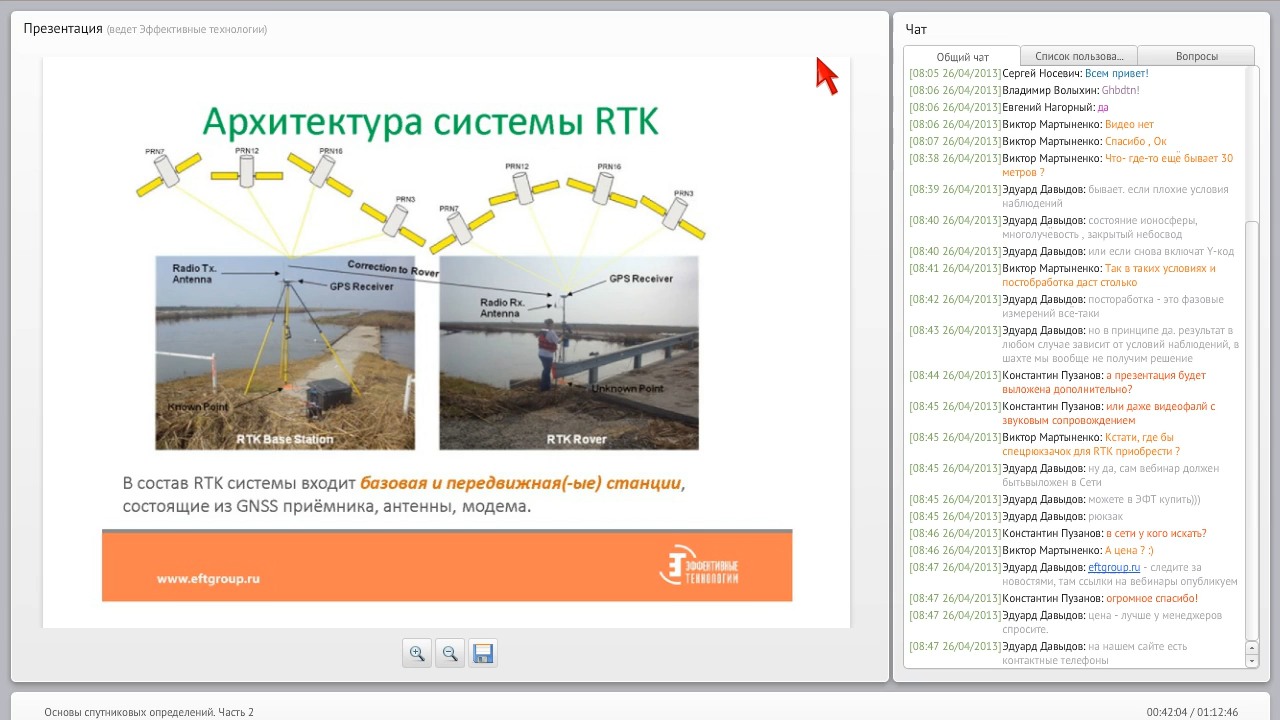 Презентация (ведет Эффективные технологии)
Архитектура системы RTK
PRN7
PRN12
PRN16
PRN3
PRN7
PRN12
PRN16
PRN3
Radio Tx.
Antenna
Correction to Rover
GPS Receiver
Known Point
RTK Base Station
GPS Receiver
Radio Rx.
Antenna
Unknown Point
RTK Rover
В состав RTK системы входит базовая и передвижная(-ые) станции,
состоящие из GNSS приёмника, антенны, модема.
www.eftgroup.ru
ЭФФЕКТИВНЫЕ
ТЕХНОЛОГИИ
Чат
Общий чат
Список пользова...
Вопросы
[08:05 26/04/2013]Сергей Носевич: Всем привет!
[08:06 26/04/2013]Владимир Волыхин: Ghbdtn!
[08:06 26/04/2013]Евгений Нагорный: да
[08:06 26/04/2013]Виктор Мартыненко: Видео нет
[08:07 26/04/2013]Виктор Мартыненко: Спасибо , Ок
[08:38 26/04/2013]Виктор Мартыненко: Что- где-то ещё бывает 30
метров ?
[08:39 26/04/2013]Эдуард Давыдов: бывает. если плохие условия
наблюдений
[08:40 26/04/2013]Эдуард Давыдов: состояние ионосферы,
многолучевость , закрытый небосвод
[08:40 26/04/2013]Эдуард Давыдов: или если снова включат Y-код
[08:41 26/04/2013]Виктор Мартыненко: Так в таких условиях и
постобработка даст столько
[08:42 26/04/2013]Эдуард Давыдов: постоработка - это фазовые
измерений все-таки
[08:43 26/04/2013]Эдуард Давыдов: но в принципе да. результат в
любом случае зависит от условий наблюдений, в
шахте мы вообще не получим решение
[08:44 26/04/2013]Константин Пузанов: а презентация будет
выложена дополнительно?
[08:45 26/04/2013]Константин Пузанов: или даже видеофалй с
звуковым сопровождением
[08:45 26/04/2013]Виктор Мартыненко: Кстати, где бы
спецрюкзачок для RTK приобрести ?
[08:45 26/04/2013]Эдуард Давыдов: ну да, сам вебинар должен
бытьвыложен в Сети
[08:45 26/04/2013]Эдуард Давыдов: можете в ЭФТ купить)))
[08:45 26/04/2013]Эдуард Давыдов: рюкзак
[08:46 26/04/2013]Константин Пузанов: в сети у кого искать?
[08:46 26/04/2013]Виктор Мартыненко: А цена ? :)
[08:47 26/04/2013]Эдуард Давыдов: eftgroup.ru - следите за
новостями, там ссылки на вебинары опубликуем
[08:47 26/04/2013]Константин Пузанов: огромное спасибо!
[08:47 26/04/2013]Эдуард Давыдов: цена - лучше у менеджеров
спросите.
[08:47 26/04/2013]Эдуард Давыдов: на нашем сайте есть
контактные телефоны
Основы спутниковых определений. Часть 2
00:42:04 / 01:12:46